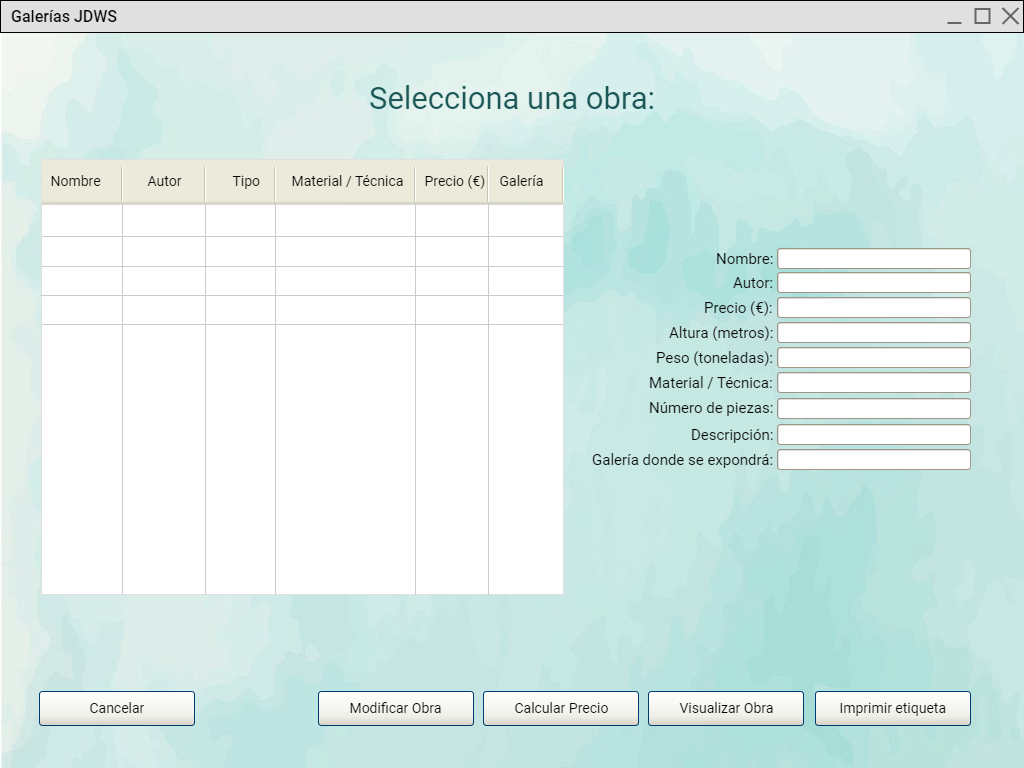 Galerías JDWS
Selecciona una obra:
Nombre Autor Tipo Material / Técnica Precio (€) Galería
Nombre:
Autor:
Precio (€):
Altura (metros):
Peso (toneladas):
Material / Técnica:
Número de piezas:
Descripción:
Galería donde se expondrá:
Cancelar Modificar Obra Calcular Precio Visualizar Obra Imprimir etiqueta